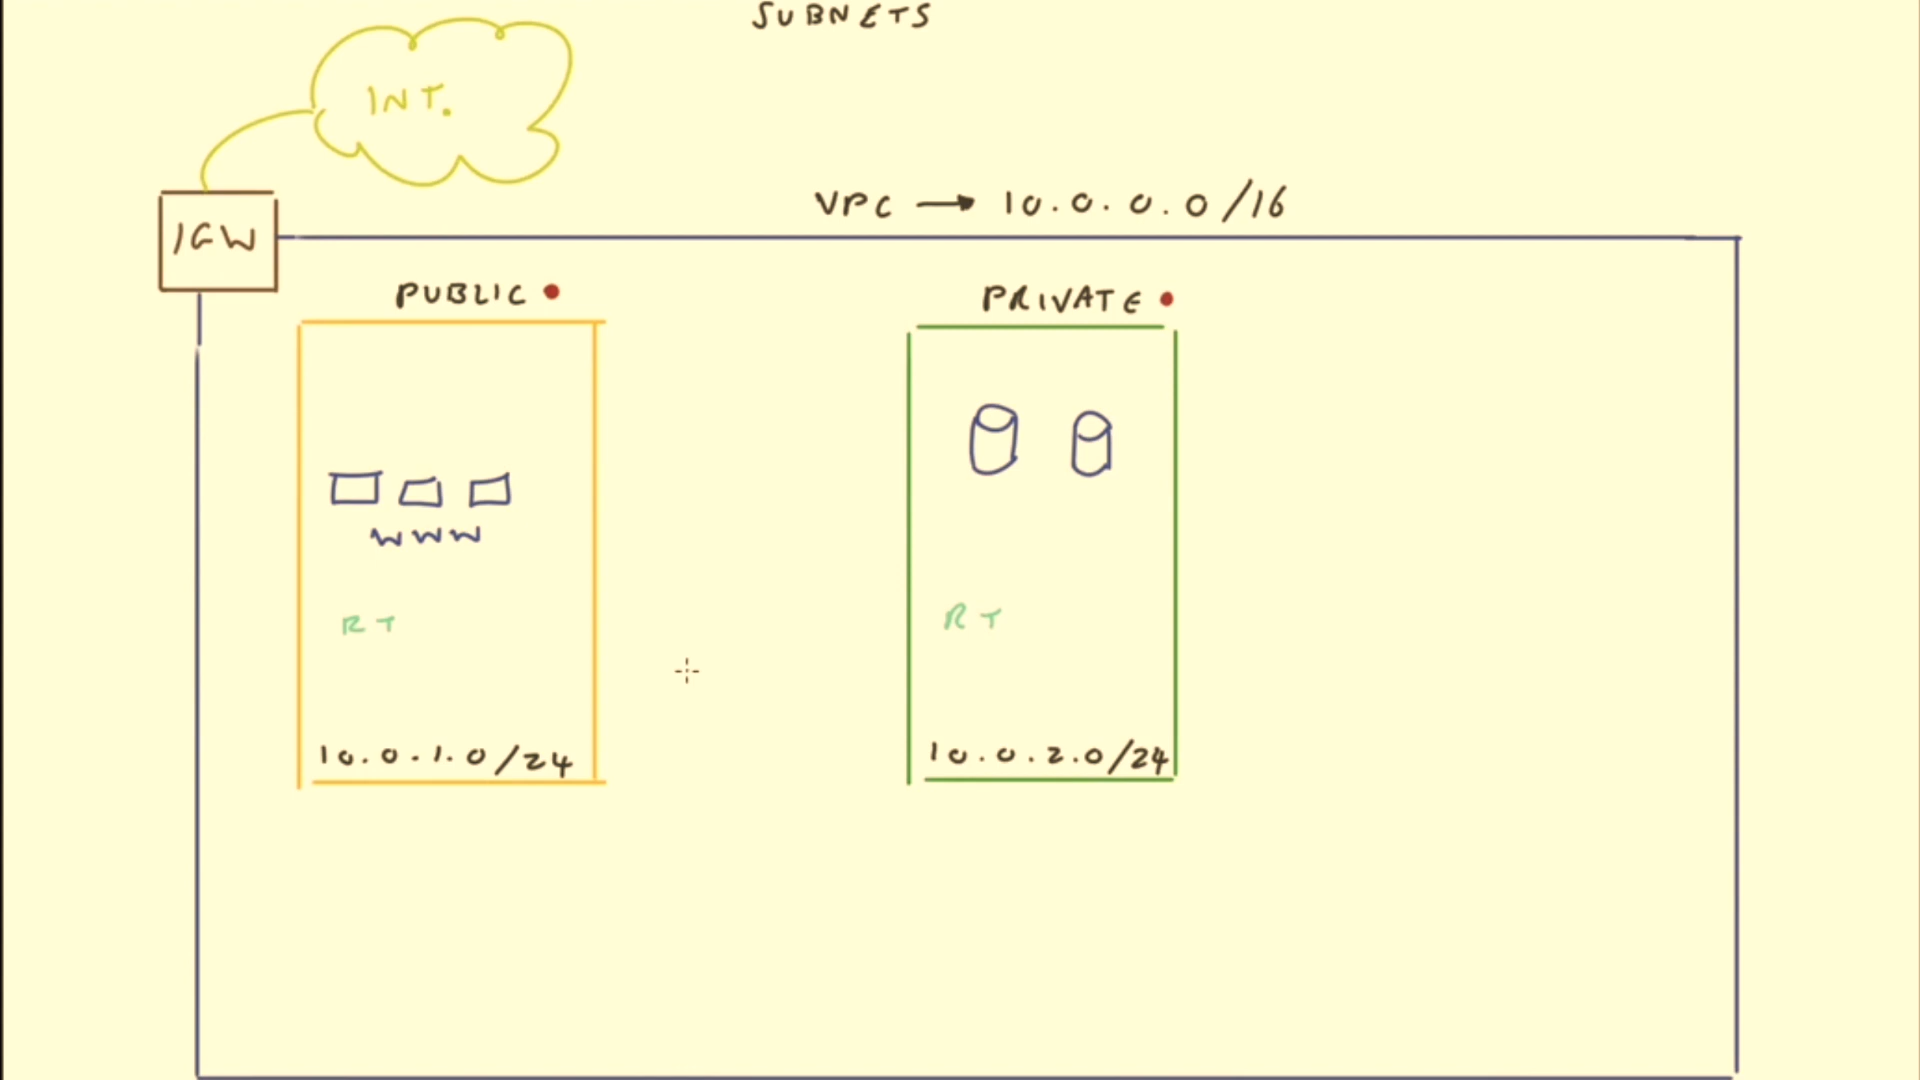 SUBNETS
INT.
VPC → 10.0.0.0/16
IGW
PUBLIC
PRIVATE
WWW
RT
RT
10.0.1.0/24
10.0.2.0/24